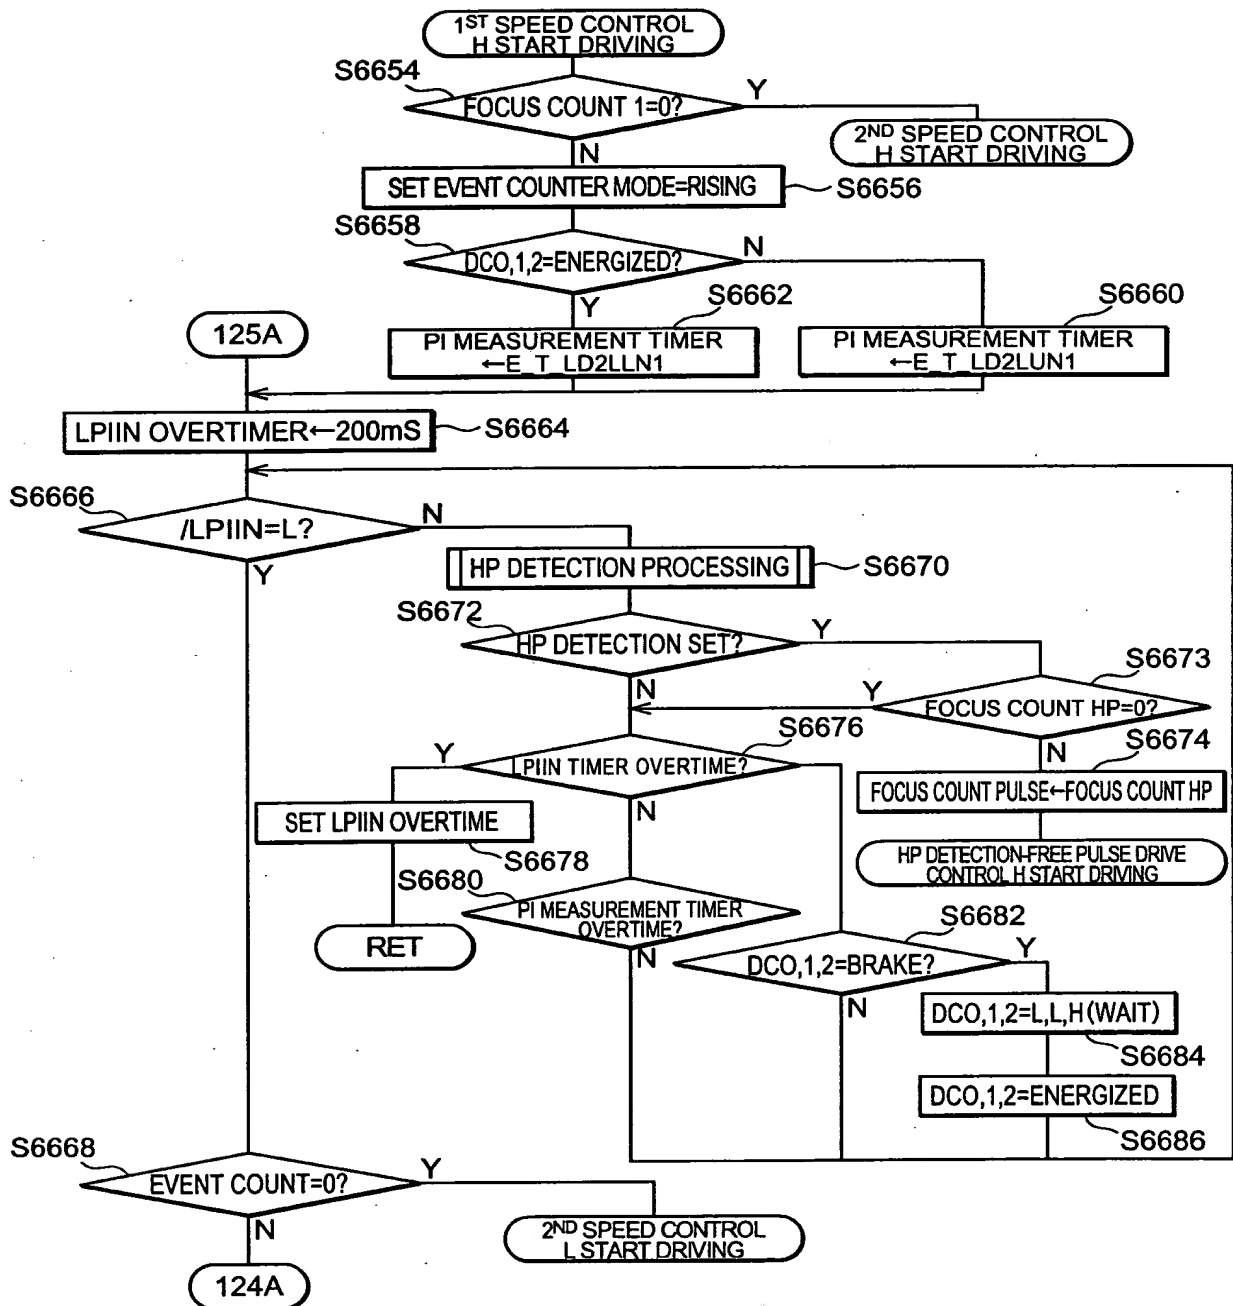 1ST SPEED CONTROL
H START DRIVING
S6654
FOCUS COUNT 1=0?
Y
N
2ND SPEED CONTROL
H START DRIVING
SET EVENT COUNTER MODE=RISING
S6656
S6658
DCO,1,2=ENERGIZED?
N
Y
S6662
S6660
125A
PI MEASUREMENT TIMER
←E_T_LD2LLN1
PI MEASUREMENT TIMER
←E_T_LD2LUN1
LPIIN OVERTIMER←200mS
S6664
S6666
/LPIIN=L?
N
Y
HP DETECTION PROCESSING
S6670
S6672
HP DETECTION SET?
Y
N
S6673
FOCUS COUNT HP=0?
Y
N
S6676
S6674
LPIIN TIMER OVERTIME?
Y
N
FOCUS COUNT PULSE←FOCUS COUNT HP
SET LPIIN OVERTIME
S6678
HP DETECTION-FREE PULSE DRIVE
CONTROL H START DRIVING
S6680
PI MEASUREMENT TIMER
OVERTIME?
N
RET
S6682
DCO,1,2=BRAKE?
Y
N
DCO,1,2=L,L,H(WAIT)
S6684
DCO,1,2=ENERGIZED
S6686
S6668
EVENT COUNT=0?
Y
N
2ND SPEED CONTROL
L START DRIVING
124A